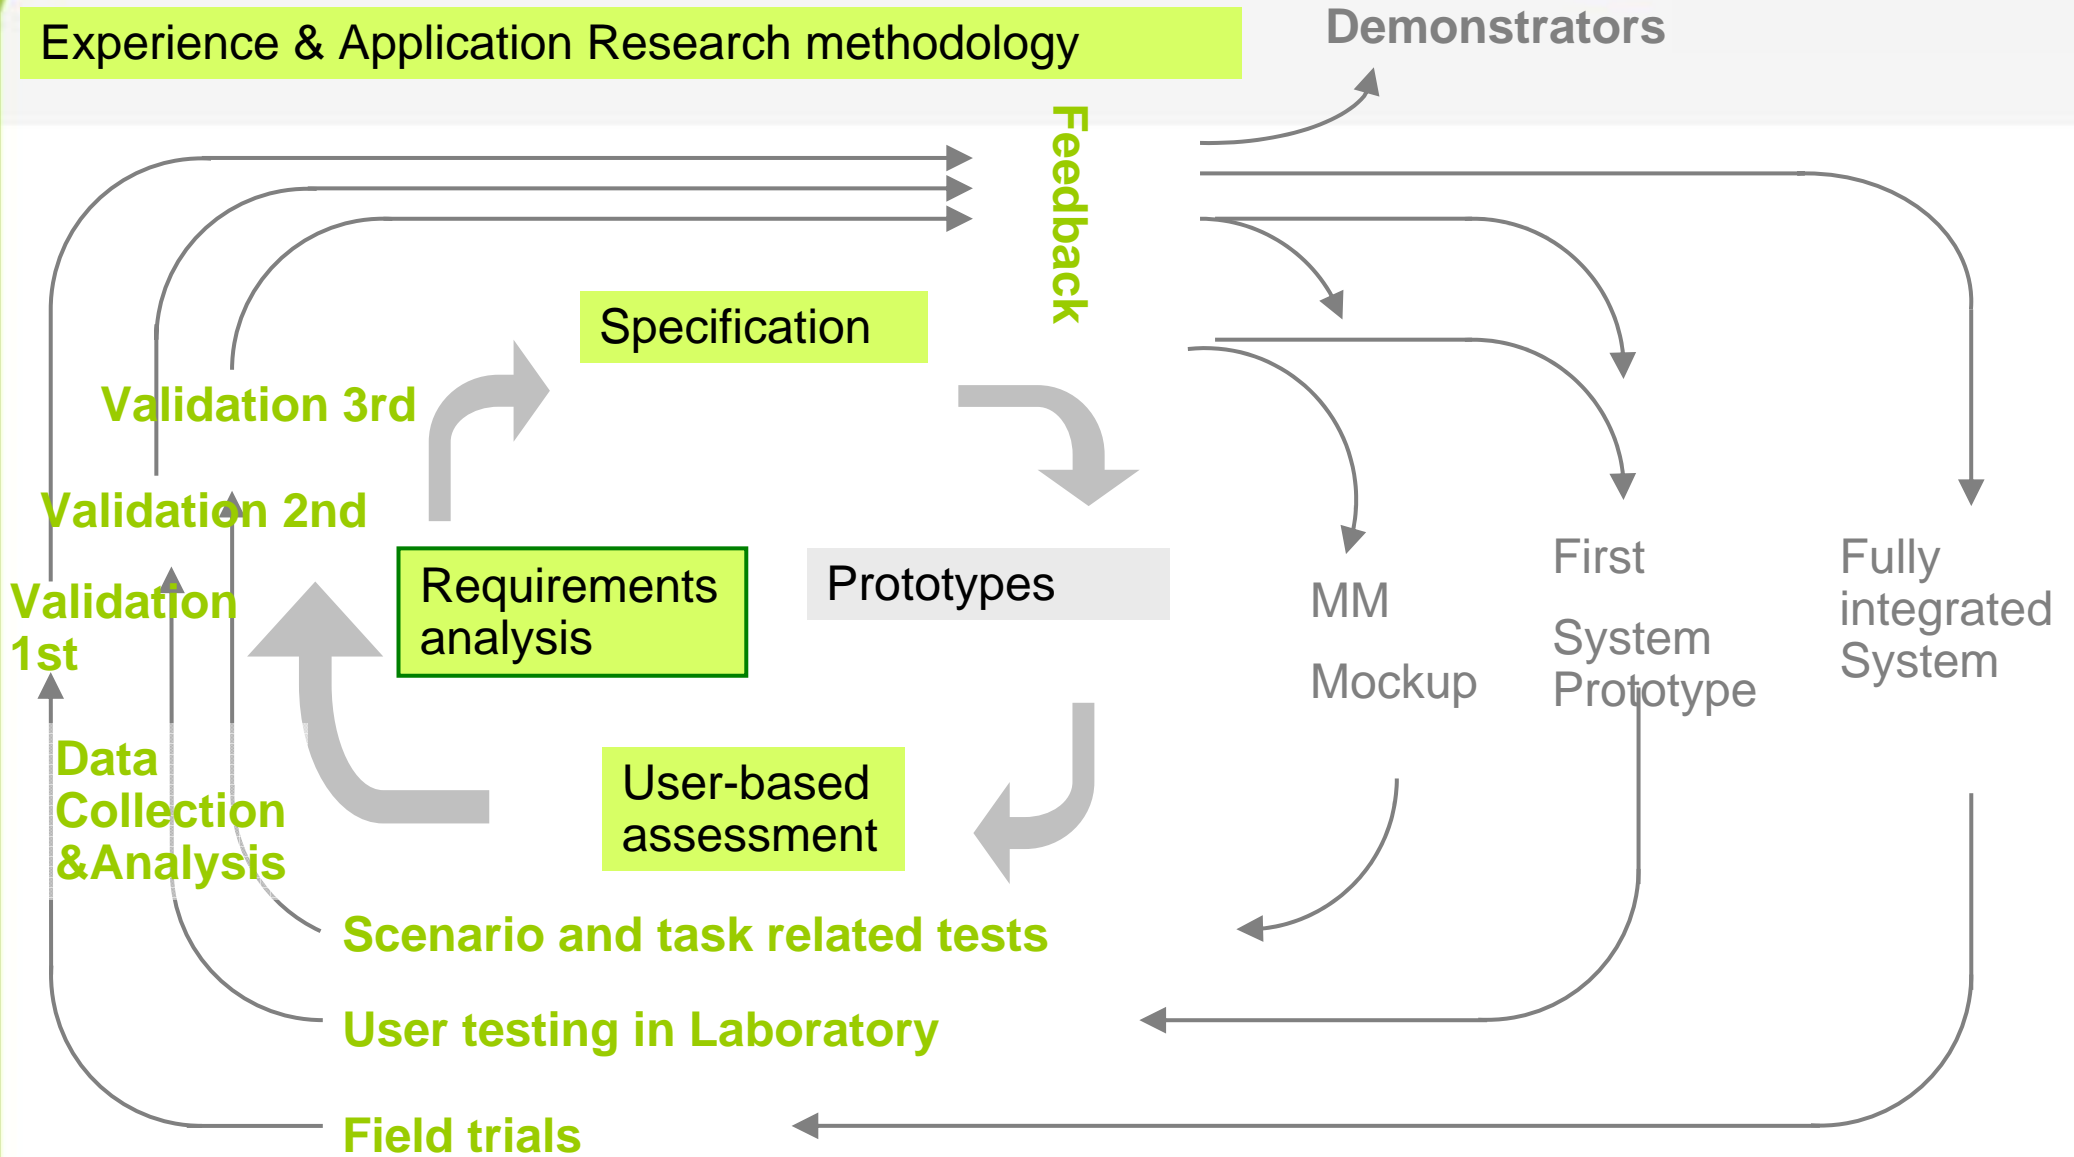 Experience & Application Research methodology
Demonstrators
Feedback
Specification
Validation 3rd
Validation 2nd
Validation
1st
Requirements
analysis
Prototypes
MM
Mockup
First
System
Prototype
Fully
integrated
System
Data
Collection
&Analysis
User-based
assessment
Scenario and task related tests
User testing in Laboratory
Field trials